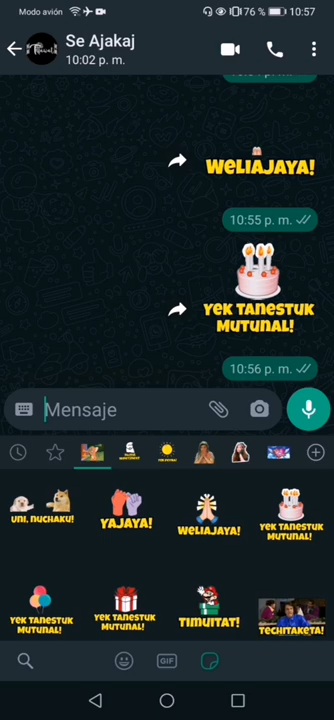 Modo avión
76 %
10:57
Se Ajakaj
10:02 p. m.
WELIAJAYA!
10:55 p. m.
YEK TANESTUK
MUTUNAL!
10:56 p. m.
Mensaje
UNI, NUCHAKU!
YAJAYA!
WELIAJAYA!
YEK TANESTUK
MUTUNAL!
YEK TANESTUK
MUTUNAL!
YEK TANESTUK
MUTUNAL!
TIMUITAT!
TECHTAKETA!
GIF